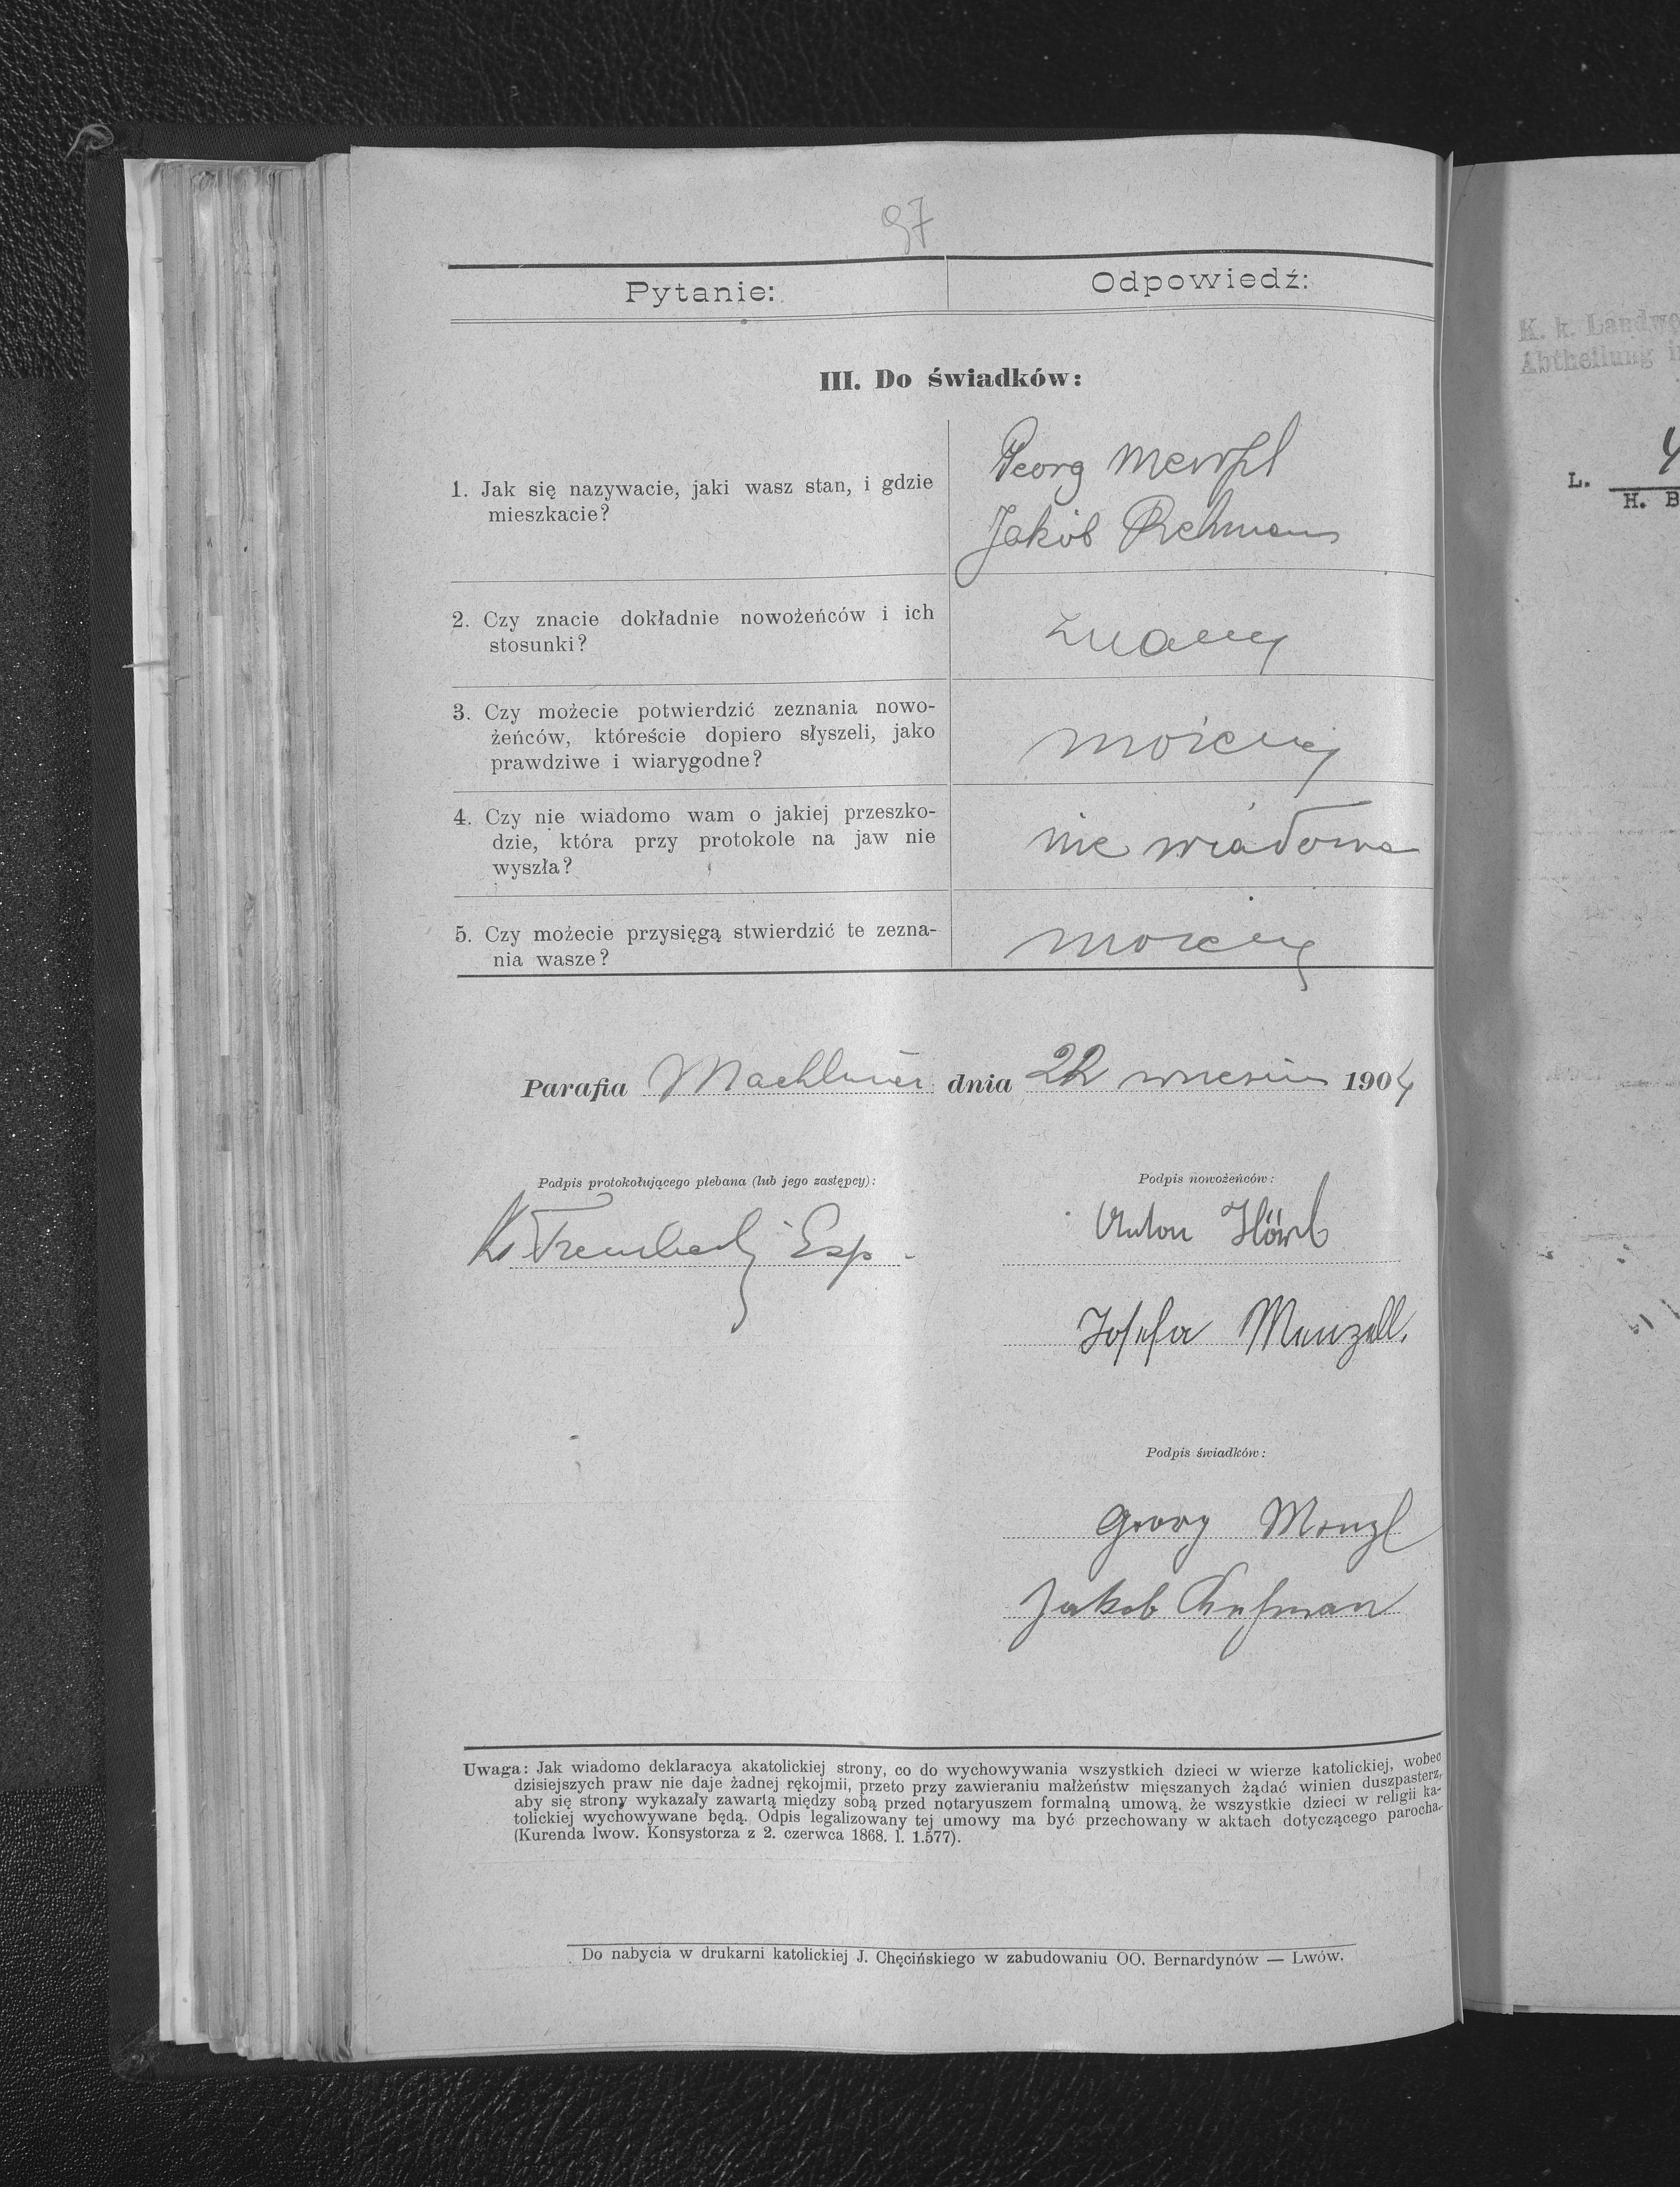 97
Pytanie:
Odpowiedź:
III. Do świadków:
1. Jak się nazywacie, jaki wasz stan, i gdzie
mieszkacie?
Georg
Jakób
2. Czy znacie dokładnie nowożeńców i ich
stosunki?
znamy
3. Czy możecie potwierdzić zeznania nowo-
żeńców, któreście dopiero słyszeli, jako
prawdziwe i wiarygodne?
możemy
4. Czy nie wiadomo wam o jakiej przeszko-
dzie, która przy protokole na jaw nie
wyszła?
nie wiadomo
5. Czy możecie przysięgą stwierdzić te zezna-
nia wasze?
możemy
Parafia Machliniec dnia 22 września 1904
Podpis protokołującego plebana (lub jego zastępcy):
Podpis nowożeńców:
Anton
Josefa Menzell.
Podpis świadków:
Georg Menzl
Jakob
Uwaga: Jak wiadomo deklaracya akatolickiej strony, co do wychowywania wszystkich dzieci w wierze katolickiej, wobec
dzisiejszych praw nie daje żadnej rękojmii, przeto przy zawieraniu małżeństw mięszanych żądać winien duszpasterz,
aby się strony wykazały zawartą między sobą przed notaryuszem formalną umową, że wszystkie dzieci w religii ka-
tolickiej wychowywane będą. Odpis legalizowany tej umowy ma być przechowany w aktach dotyczącego parocha.
(Kurenda lwow. Konsystorza z 2. czerwca 1868. l. 1.577).
Do nabycia w drukarni katolickiej J. Chęcińskiego w zabudowaniu OO. Bernardynów — Lwów.
K. k. Landwe
Abtheilung i
L.
H. B